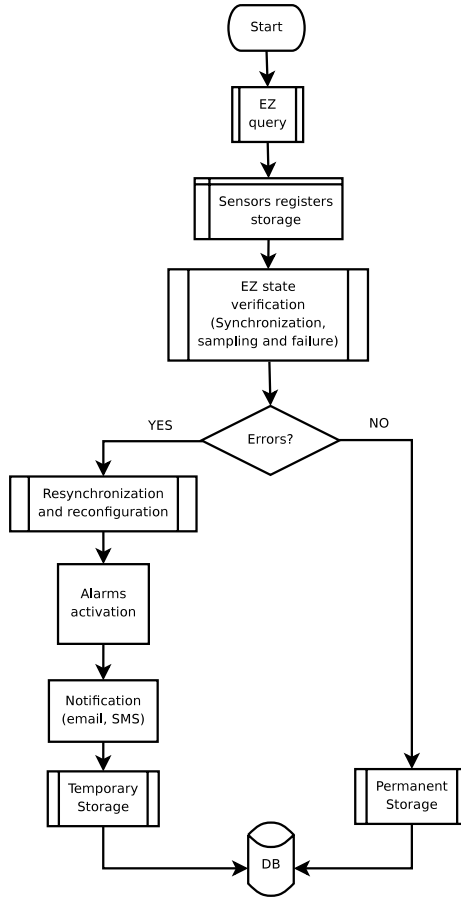 Start
EZ
query
Sensors registers
storage
EZ state
verification
(Synchronization,
sampling and failure)
Errors?
YES
NO
Resynchronization
and reconfiguration
Alarms
activation
Notification
(email, SMS)
Temporary
Storage
Permanent
Storage
DB